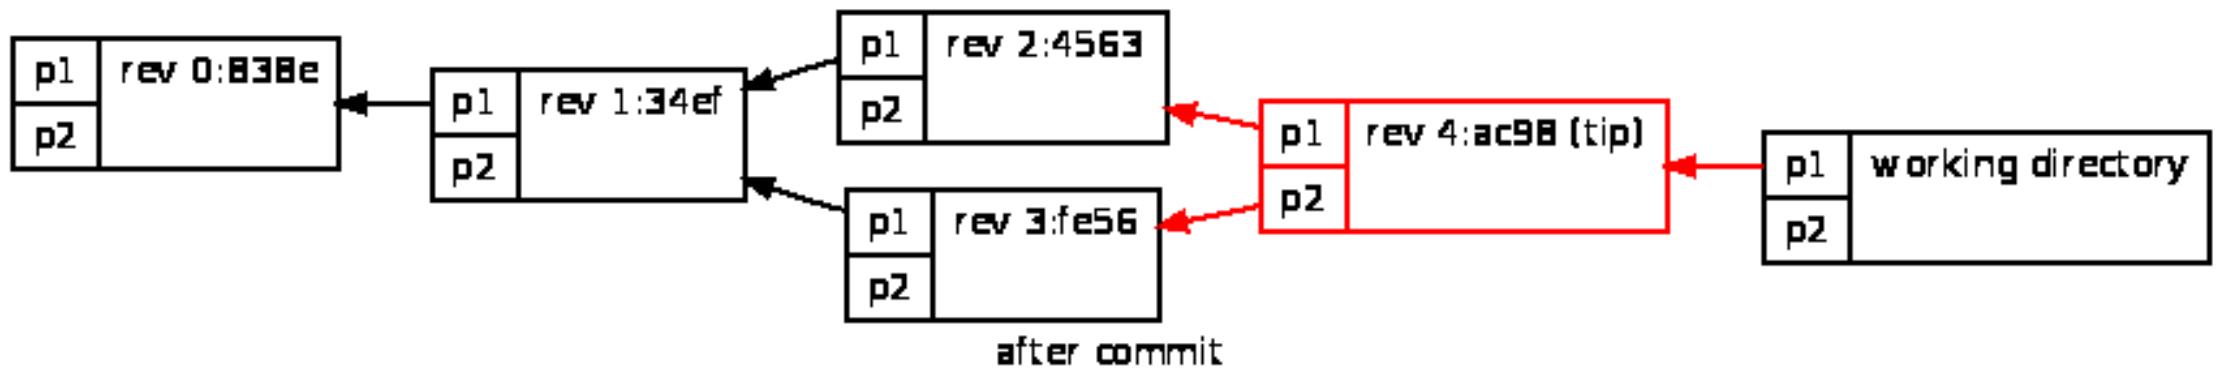 p1 rev 0:838e
p2
p1 rev 1:34ef
p2
p1 rev 2:4563
p2
p1 rev 3:fe56
p2
p1 rev 4:ac98 (tip)
p2
p1 working directory
p2
after commit